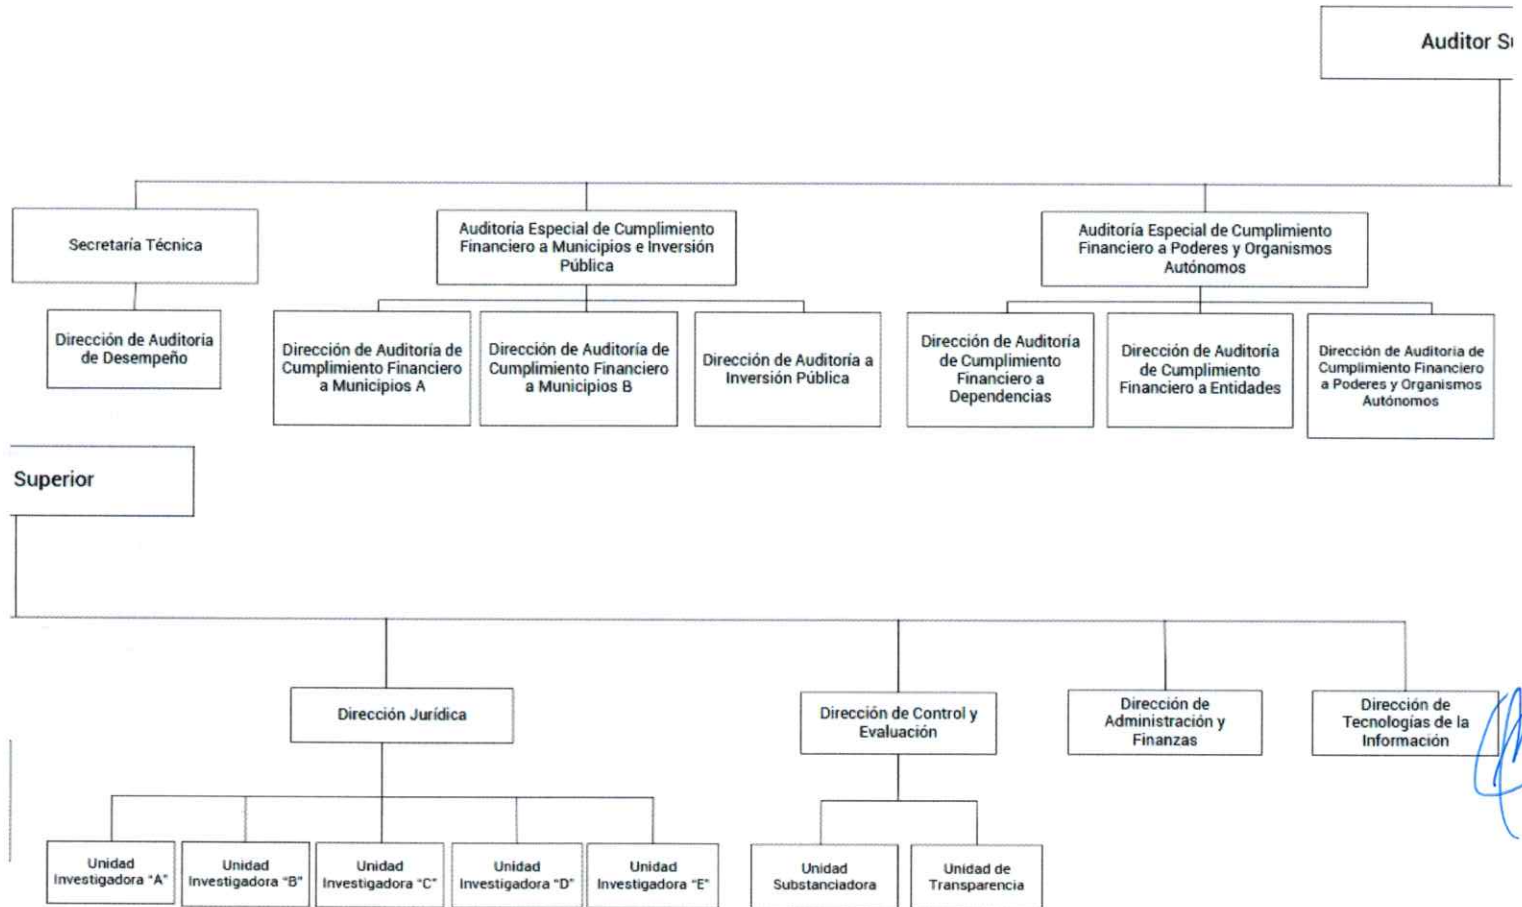 Auditor Su
Secretaría Técnica
Auditoría Especial de Cumplimiento
Financiero a Municipios e Inversión
Pública
Auditoría Especial de Cumplimiento
Financiero a Poderes y Organismos
Autónomos
Dirección de Auditoría
de Desempeño
Dirección de Auditoría de
Cumplimiento Financiero
a Municipios A
Dirección de Auditoría de
Cumplimiento Financiero
a Municipios B
Dirección de Auditoría a
Inversión Pública
Dirección de Auditoría
de Cumplimiento
Financiero a
Dependencias
Dirección de Auditoría
de Cumplimiento
Financiero a Entidades
Dirección de Auditoría de
Cumplimiento Financiero
a Poderes y Organismos
Autónomos
Superior
Dirección Jurídica
Dirección de Control y
Evaluación
Dirección de
Administración y
Finanzas
Dirección de
Tecnologías de la
Información
Unidad
Investigadora “A”
Unidad
Investigadora “B”
Unidad
Investigadora “C”
Unidad
Investigadora “D”
Unidad
Investigadora “E”
Unidad
Substanciadora
Unidad de
Transparencia